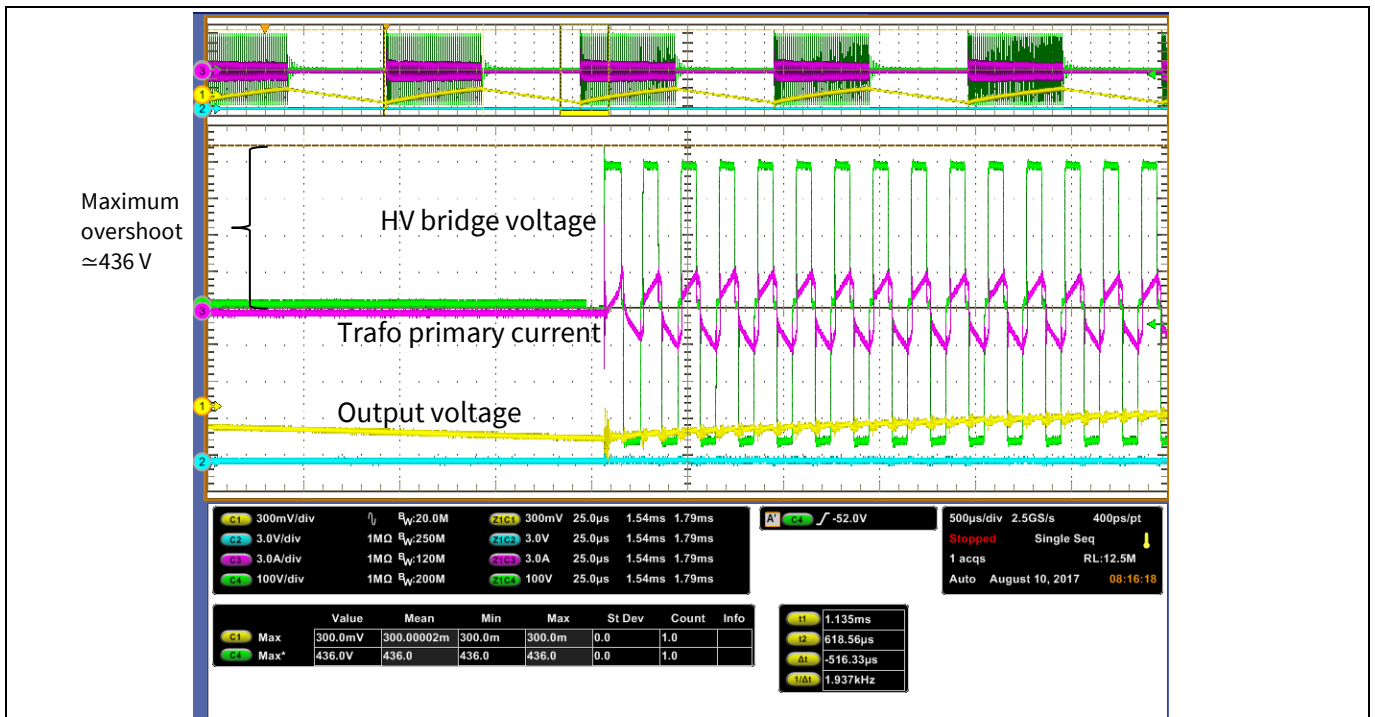 3
1
2
Maximum
overshoot
≃436 V
HV bridge voltage
3
Trafo primary current
1
Output voltage
2
C1 300mV/div BW:20.0M Z1C1 300mV 25.0µs 1.54ms 1.79ms
C2 3.0V/div 1MΩ BW:250M Z1C2 3.0V 25.0µs 1.54ms 1.79ms
C3 3.0A/div 1MΩ BW:120M Z1C3 3.0A 25.0µs 1.54ms 1.79ms
C4 100V/div 1MΩ BW:200M Z1C4 100V 25.0µs 1.54ms 1.79ms
A' C4 -52.0V
500µs/div 2.5GS/s 400ps/pt
Stopped Single Seq
1 acqs RL:12.5M
Auto August 10, 2017 08:16:18
Value Mean Min Max St Dev Count Info
C1 Max 300.0mV 300.00002m 300.0m 300.0m 0.0 1.0
C4 Max* 436.0V 436.0 436.0 436.0 0.0 1.0
t1 1.135ms
t2 618.56µs
Δt -516.33µs
1/Δt 1.937kHz